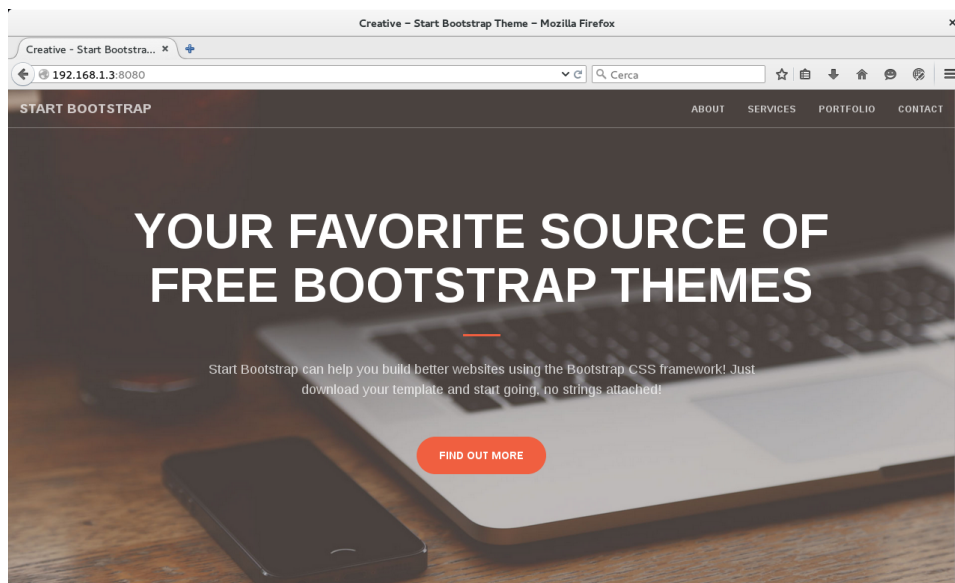 Creative – Start Bootstrap Theme – Mozilla Firefox
Creative - Start Bootstra...
192.168.1.3:8080
Cerca
START BOOTSTRAP
ABOUT SERVICES PORTFOLIO CONTACT
YOUR FAVORITE SOURCE OF
FREE BOOTSTRAP THEMES
Start Bootstrap can help you build better websites using the Bootstrap CSS framework! Just
download your template and start going, no strings attached!
FIND OUT MORE